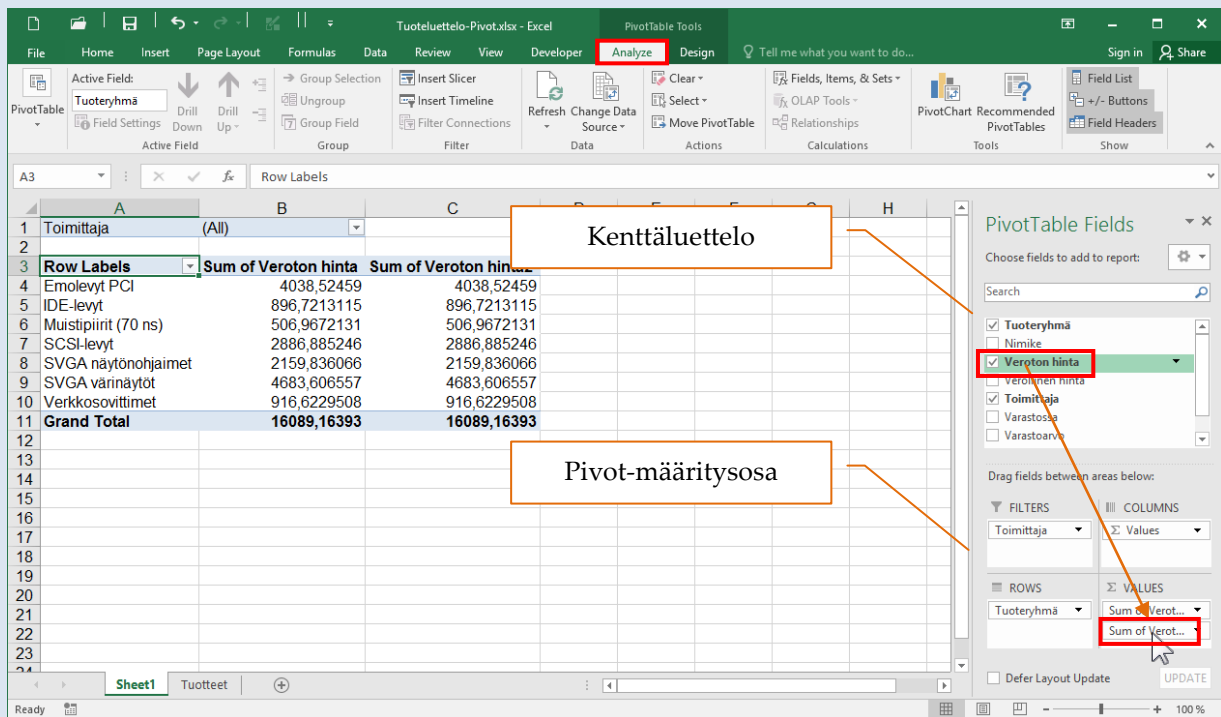 Tuoteluettelo-Pivot.xlsx - Excel PivotTable Tools
File Home Insert Page Layout Formulas Data Review View Developer Analyze Design Tell me what you want to do... Sign in Share
PivotTable
Active Field:
Tuoteryhmä
Field Settings
Drill Down
Drill Up
Active Field
Group Selection
Ungroup
Group Field
Group
Insert Slicer
Insert Timeline
Filter Connections
Filter
Refresh Change Data Source
Data
Clear
Select
Move PivotTable
Actions
Fields, Items, & Sets
OLAP Tools
Relationships
Calculations
PivotChart Recommended PivotTables
Tools
Field List
+/- Buttons
Field Headers
Show
A3 fx Row Labels
A B C H
1 Toimittaja (All)
2
3 Row Labels Sum of Veroton hinta Sum of Veroton hinta2
4 Emolevyt PCI 4038,52459 4038,52459
5 IDE-levyt 896,7213115 896,7213115
6 Muistipiirit (70 ns) 506,9672131 506,9672131
7 SCSI-levyt 2886,885246 2886,885246
8 SVGA näytönohjaimet 2159,836066 2159,836066
9 SVGA värinäytöt 4683,606557 4683,606557
10 Verkkosovittimet 916,6229508 916,6229508
11 Grand Total 16089,16393 16089,16393
12
13
14
15
16
17
18
19
20
21
22
23
Kenttäluettelo
Pivot-määritysosa
PivotTable Fields
Choose fields to add to report:
Search
Tuoteryhmä
Nimike
Veroton hinta
Verollinen hinta
Toimittaja
Varastossa
Varastoarvo
Drag fields between areas below:
FILTERS COLUMNS
Toimittaja Σ Values
ROWS Σ VALUES
Tuoteryhmä Sum of Verot...
Sum of Verot...
Defer Layout Update UPDATE
Sheet1 Tuotteet
Ready 100 %